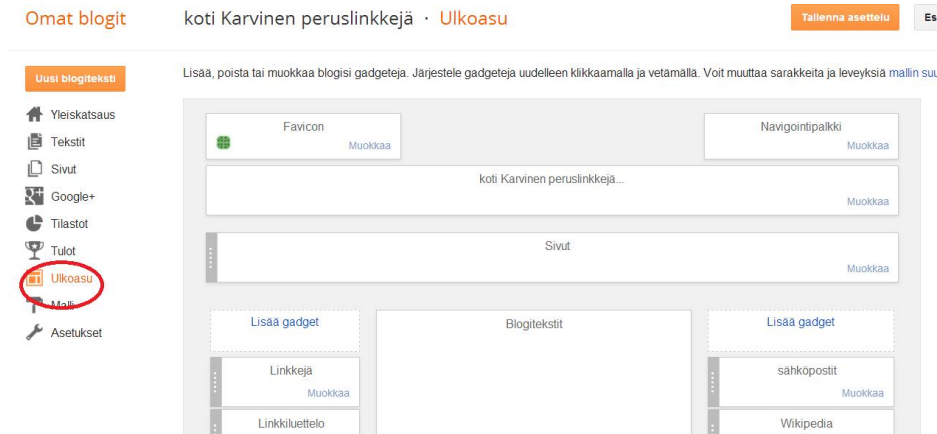 Omat blogit
koti Karvinen peruslinkkejä · Ulkoasu
Tallenna asettelu
Uusi blogiteksti
Lisää, poista tai muokkaa blogisi gadgeteja. Järjestele gadgeteja uudelleen klikkaamalla ja vetämällä. Voit muuttaa sarakkeita ja leveyksiä mallin
Yleiskatsaus
Tekstit
Sivut
Google+
Tilastot
Tulot
Ulkoasu
Malli
Asetukset
Favicon
Muokkaa
Navigointipalkki
Muokkaa
koti Karvinen peruslinkkejä...
Muokkaa
Sivut
Muokkaa
Lisää gadget
Linkkejä
Muokkaa
Linkkiluettelo
Blogitekstit
Lisää gadget
sähköpostit
Muokkaa
Wikipedia